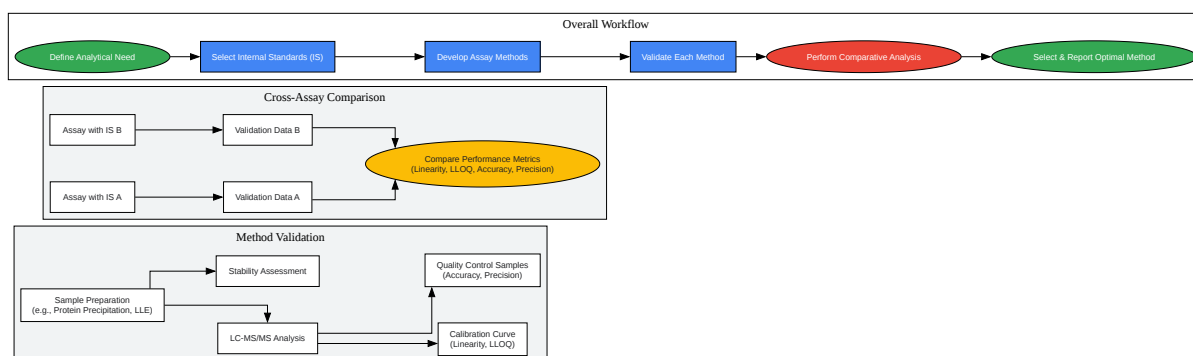 Overall Workflow
Define Analytical Need
Select Internal Standards (IS)
Develop Assay Methods
Validate Each Method
Perform Comparative Analysis
Select & Report Optimal Method
Cross-Assay Comparison
Assay with IS B
Validation Data B
Compare Performance Metrics
(Linearity, LLOQ, Accuracy, Precision)
Assay with IS A
Validation Data A
Method Validation
Stability Assessment
Quality Control Samples
(Accuracy, Precision)
Sample Preparation
(e.g., Protein Precipitation, LLE)
LC-MS/MS Analysis
Calibration Curve
(Linearity, LLOQ)